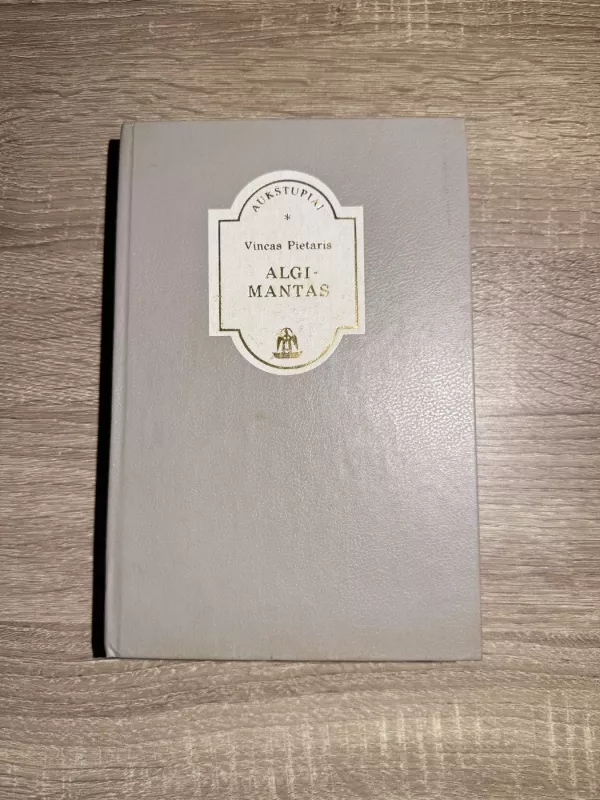 AUKSTUPIAI
*
Vincas Pietaris
ALGI-
MANTAS